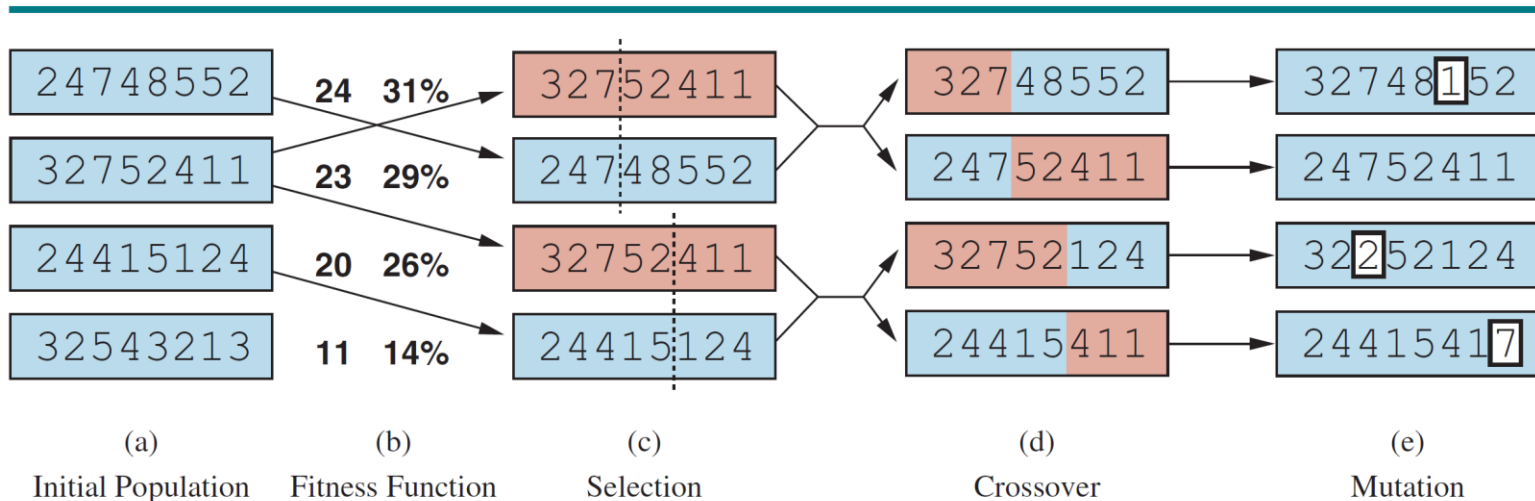 24748552 24 31% 32752411 32748552 32748152
32752411 23 29% 24748552 24752411 24752411
24415124 20 26% 32752411 32752124 32252124
32543213 11 14% 24415124 24415411 24415417
(a) (b) (c) (d) (e)
Initial Population Fitness Function Selection Crossover Mutation